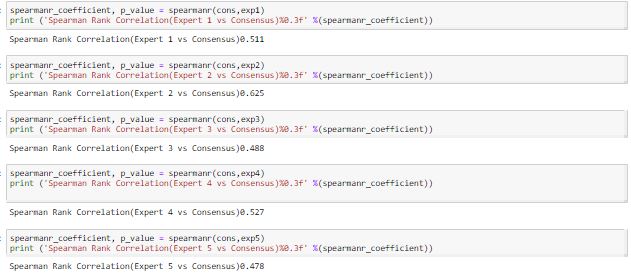 spearmanr_coefficient, p_value = spearmanr(cons,exp1)
print ('Spearman Rank Correlation(Expert 1 vs Consensus)%0.3f' %(spearmanr_coefficient))
Spearman Rank Correlation(Expert 1 vs Consensus)0.511
spearmanr_coefficient, p_value = spearmanr(cons,exp2)
print ('Spearman Rank Correlation(Expert 2 vs Consensus)%0.3f' %(spearmanr_coefficient))
Spearman Rank Correlation(Expert 2 vs Consensus)0.625
spearmanr_coefficient, p_value = spearmanr(cons,exp3)
print ('Spearman Rank Correlation(Expert 3 vs Consensus)%0.3f' %(spearmanr_coefficient))
Spearman Rank Correlation(Expert 3 vs Consensus)0.488
spearmanr_coefficient, p_value = spearmanr(cons,exp4)
print ('Spearman Rank Correlation(Expert 4 vs Consensus)%0.3f' %(spearmanr_coefficient))
Spearman Rank Correlation(Expert 4 vs Consensus)0.527
spearmanr_coefficient, p_value = spearmanr(cons,exp5)
print ('Spearman Rank Correlation(Expert 5 vs Consensus)%0.3f' %(spearmanr_coefficient))
Spearman Rank Correlation(Expert 5 vs Consensus)0.478